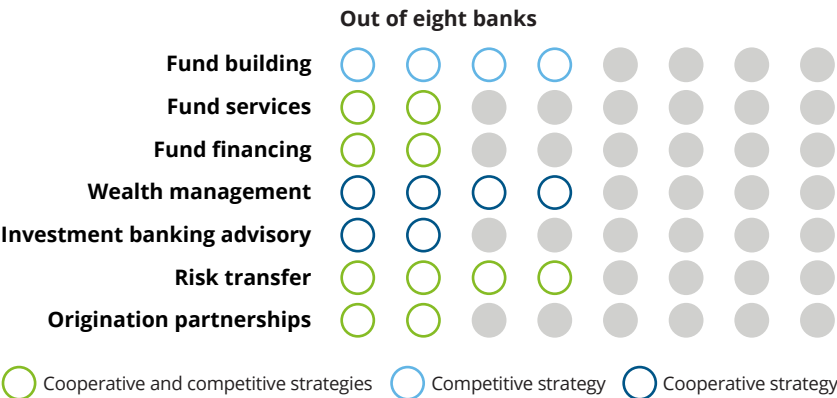 Out of eight banks
Fund building
Fund services
Fund financing
Wealth management
Investment banking advisory
Risk transfer
Origination partnerships
Cooperative and competitive strategies Competitive strategy Cooperative strategy